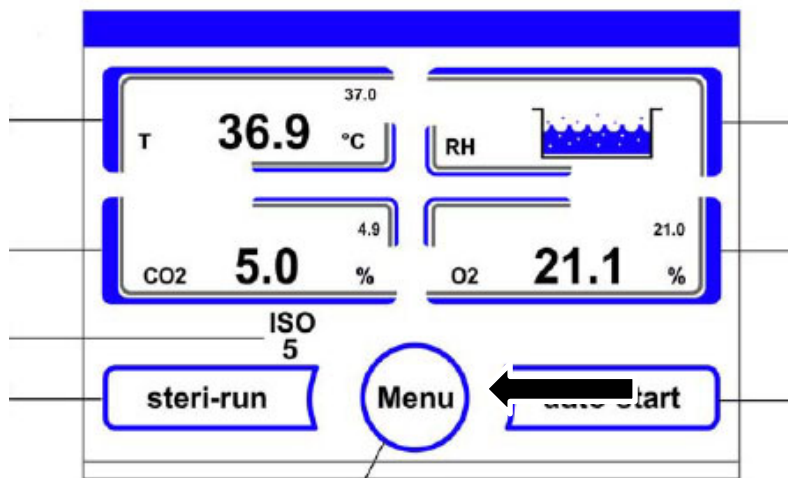 37.0
T 36.9 °C
RH
4.9
CO2 5.0 %
21.0
O2 21.1 %
ISO
5
steri-run
Menu
start